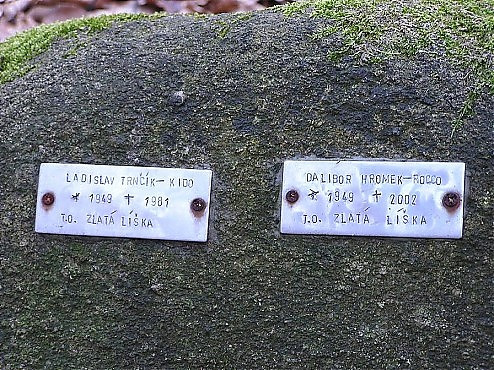 LADISLAV TRNČÍK-KIDO
* 1949 ✝ 1981
T.O. ZLATÁ LÍŠKA
DALIBOR HROMEK-ROCCO
* 1949 ✝ 2002
T.O. ZLATÁ LÍŠKA